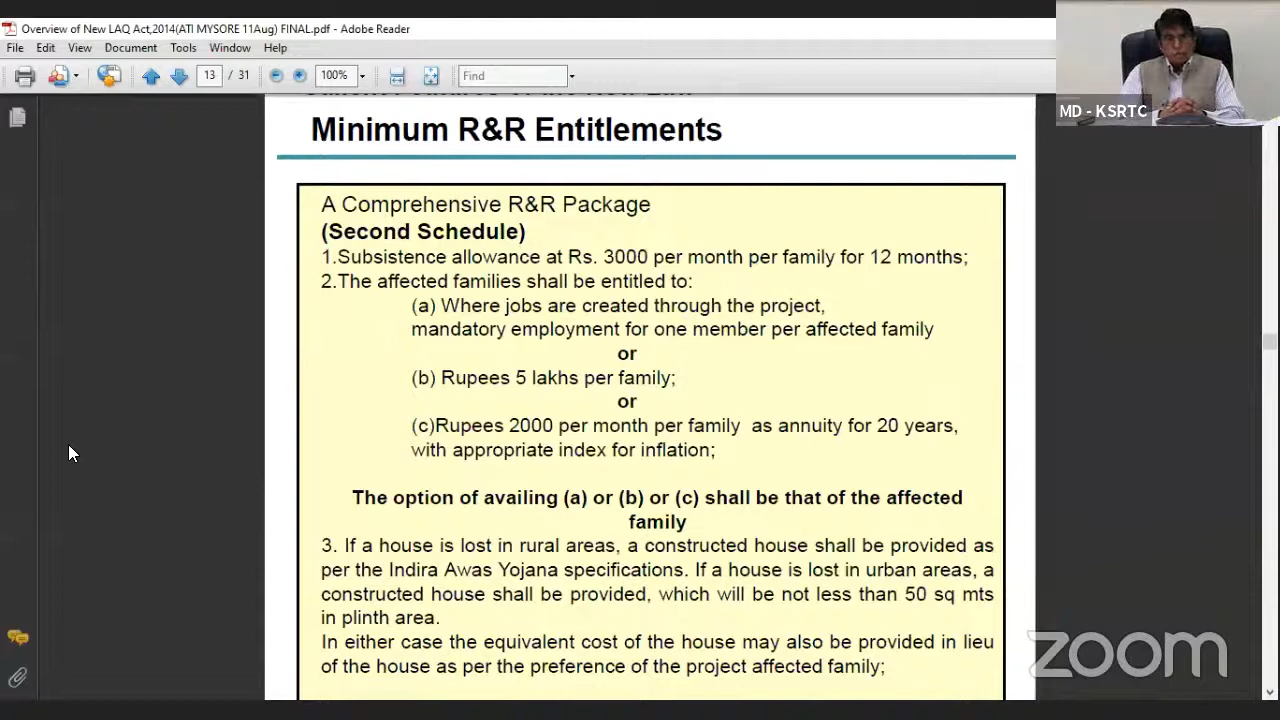 Overview of New LAQ Act,2014(ATI MYSORE 11Aug) FINAL.pdf - Adobe Reader
File Edit View Document Tools Window Help
13 / 31 100% Find
MD - KSRTC
Minimum R&R Entitlements
A Comprehensive R&R Package
(Second Schedule)
1.Subsistence allowance at Rs. 3000 per month per family for 12 months;
2.The affected families shall be entitled to:
(a) Where jobs are created through the project,
mandatory employment for one member per affected family
or
(b) Rupees 5 lakhs per family;
or
(c)Rupees 2000 per month per family as annuity for 20 years,
with appropriate index for inflation;
The option of availing (a) or (b) or (c) shall be that of the affected
family
3. If a house is lost in rural areas, a constructed house shall be provided as
per the Indira Awas Yojana specifications. If a house is lost in urban areas, a
constructed house shall be provided, which will be not less than 50 sq mts
in plinth area.
In either case the equivalent cost of the house may also be provided in lieu
of the house as per the preference of the project affected family;
zoom